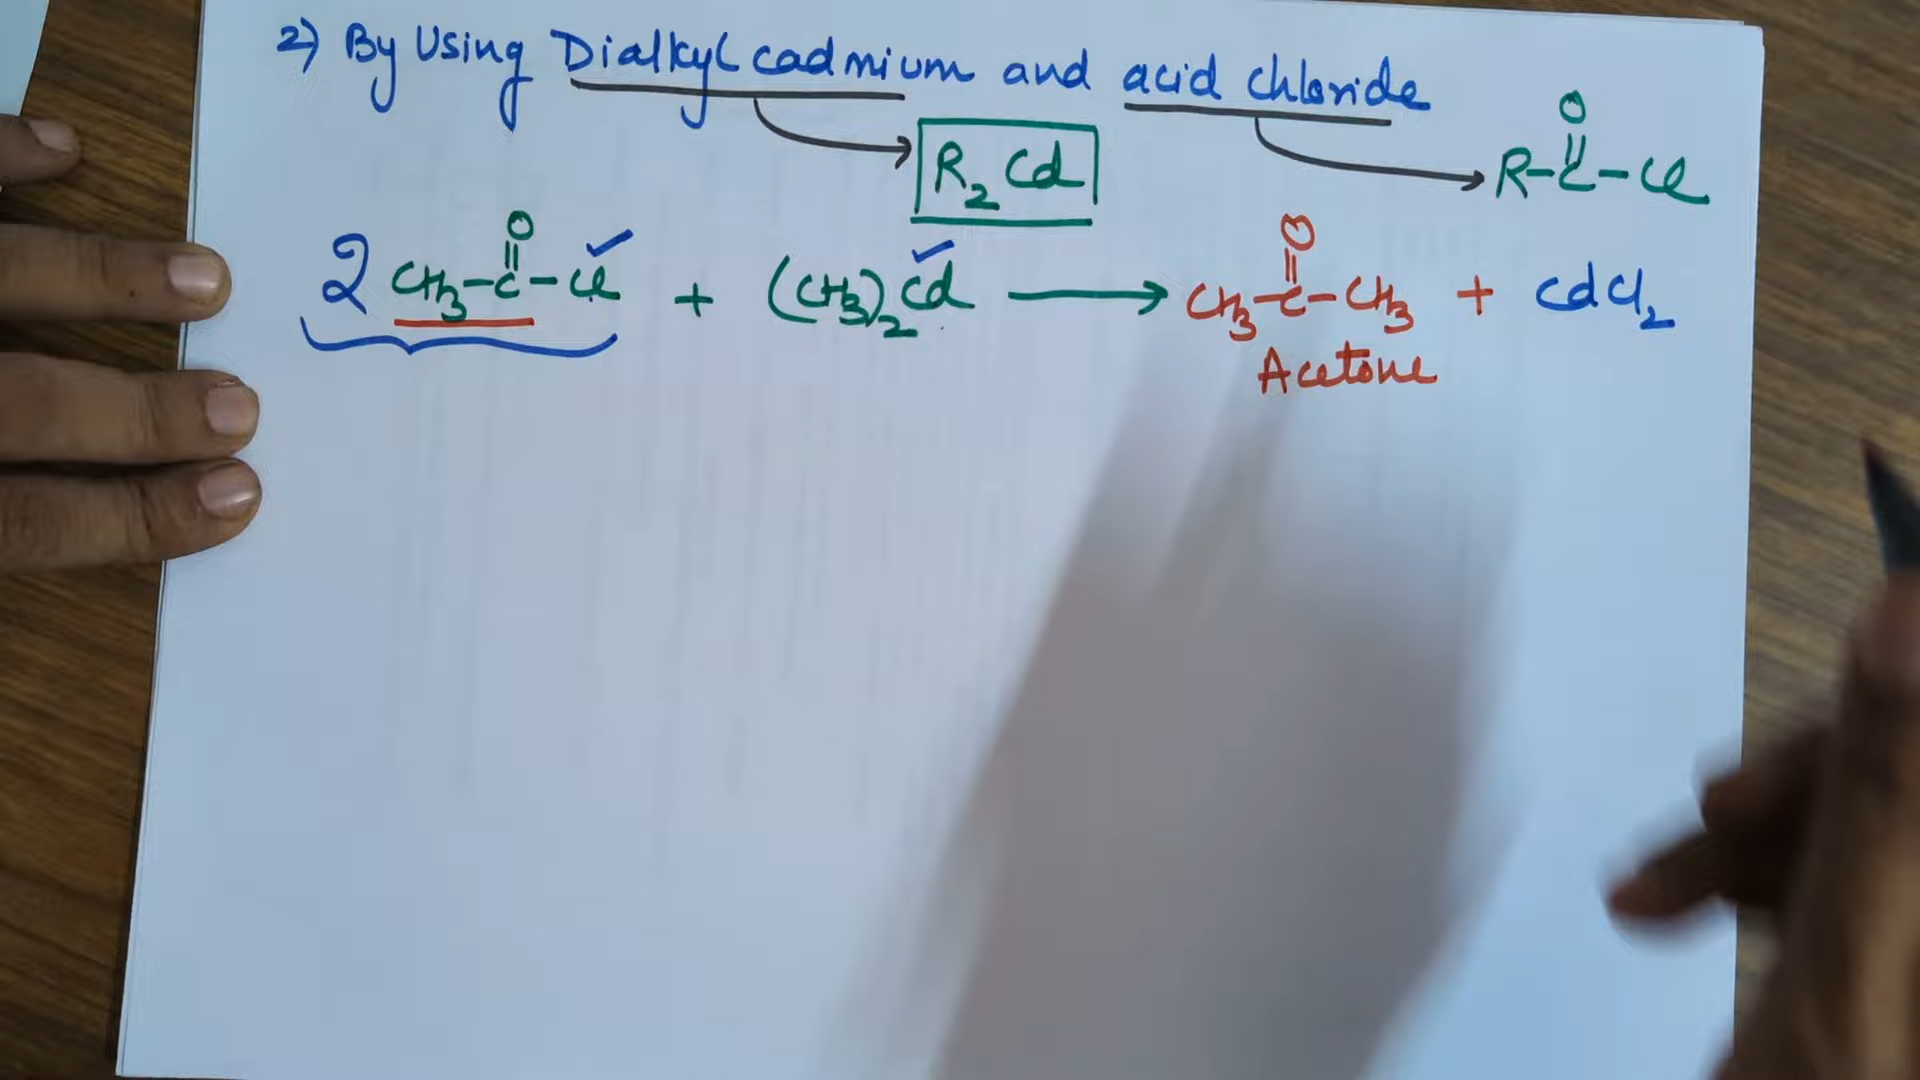 2) By Using Dialkyl cadmium and acid chloride
R₂Cd
O
||
R-C-Cl
O
||
2 CH₃-C-Cl + (CH₃)₂Cd → CH₃-C-CH₃ + CdCl₂
O
||
Acetone